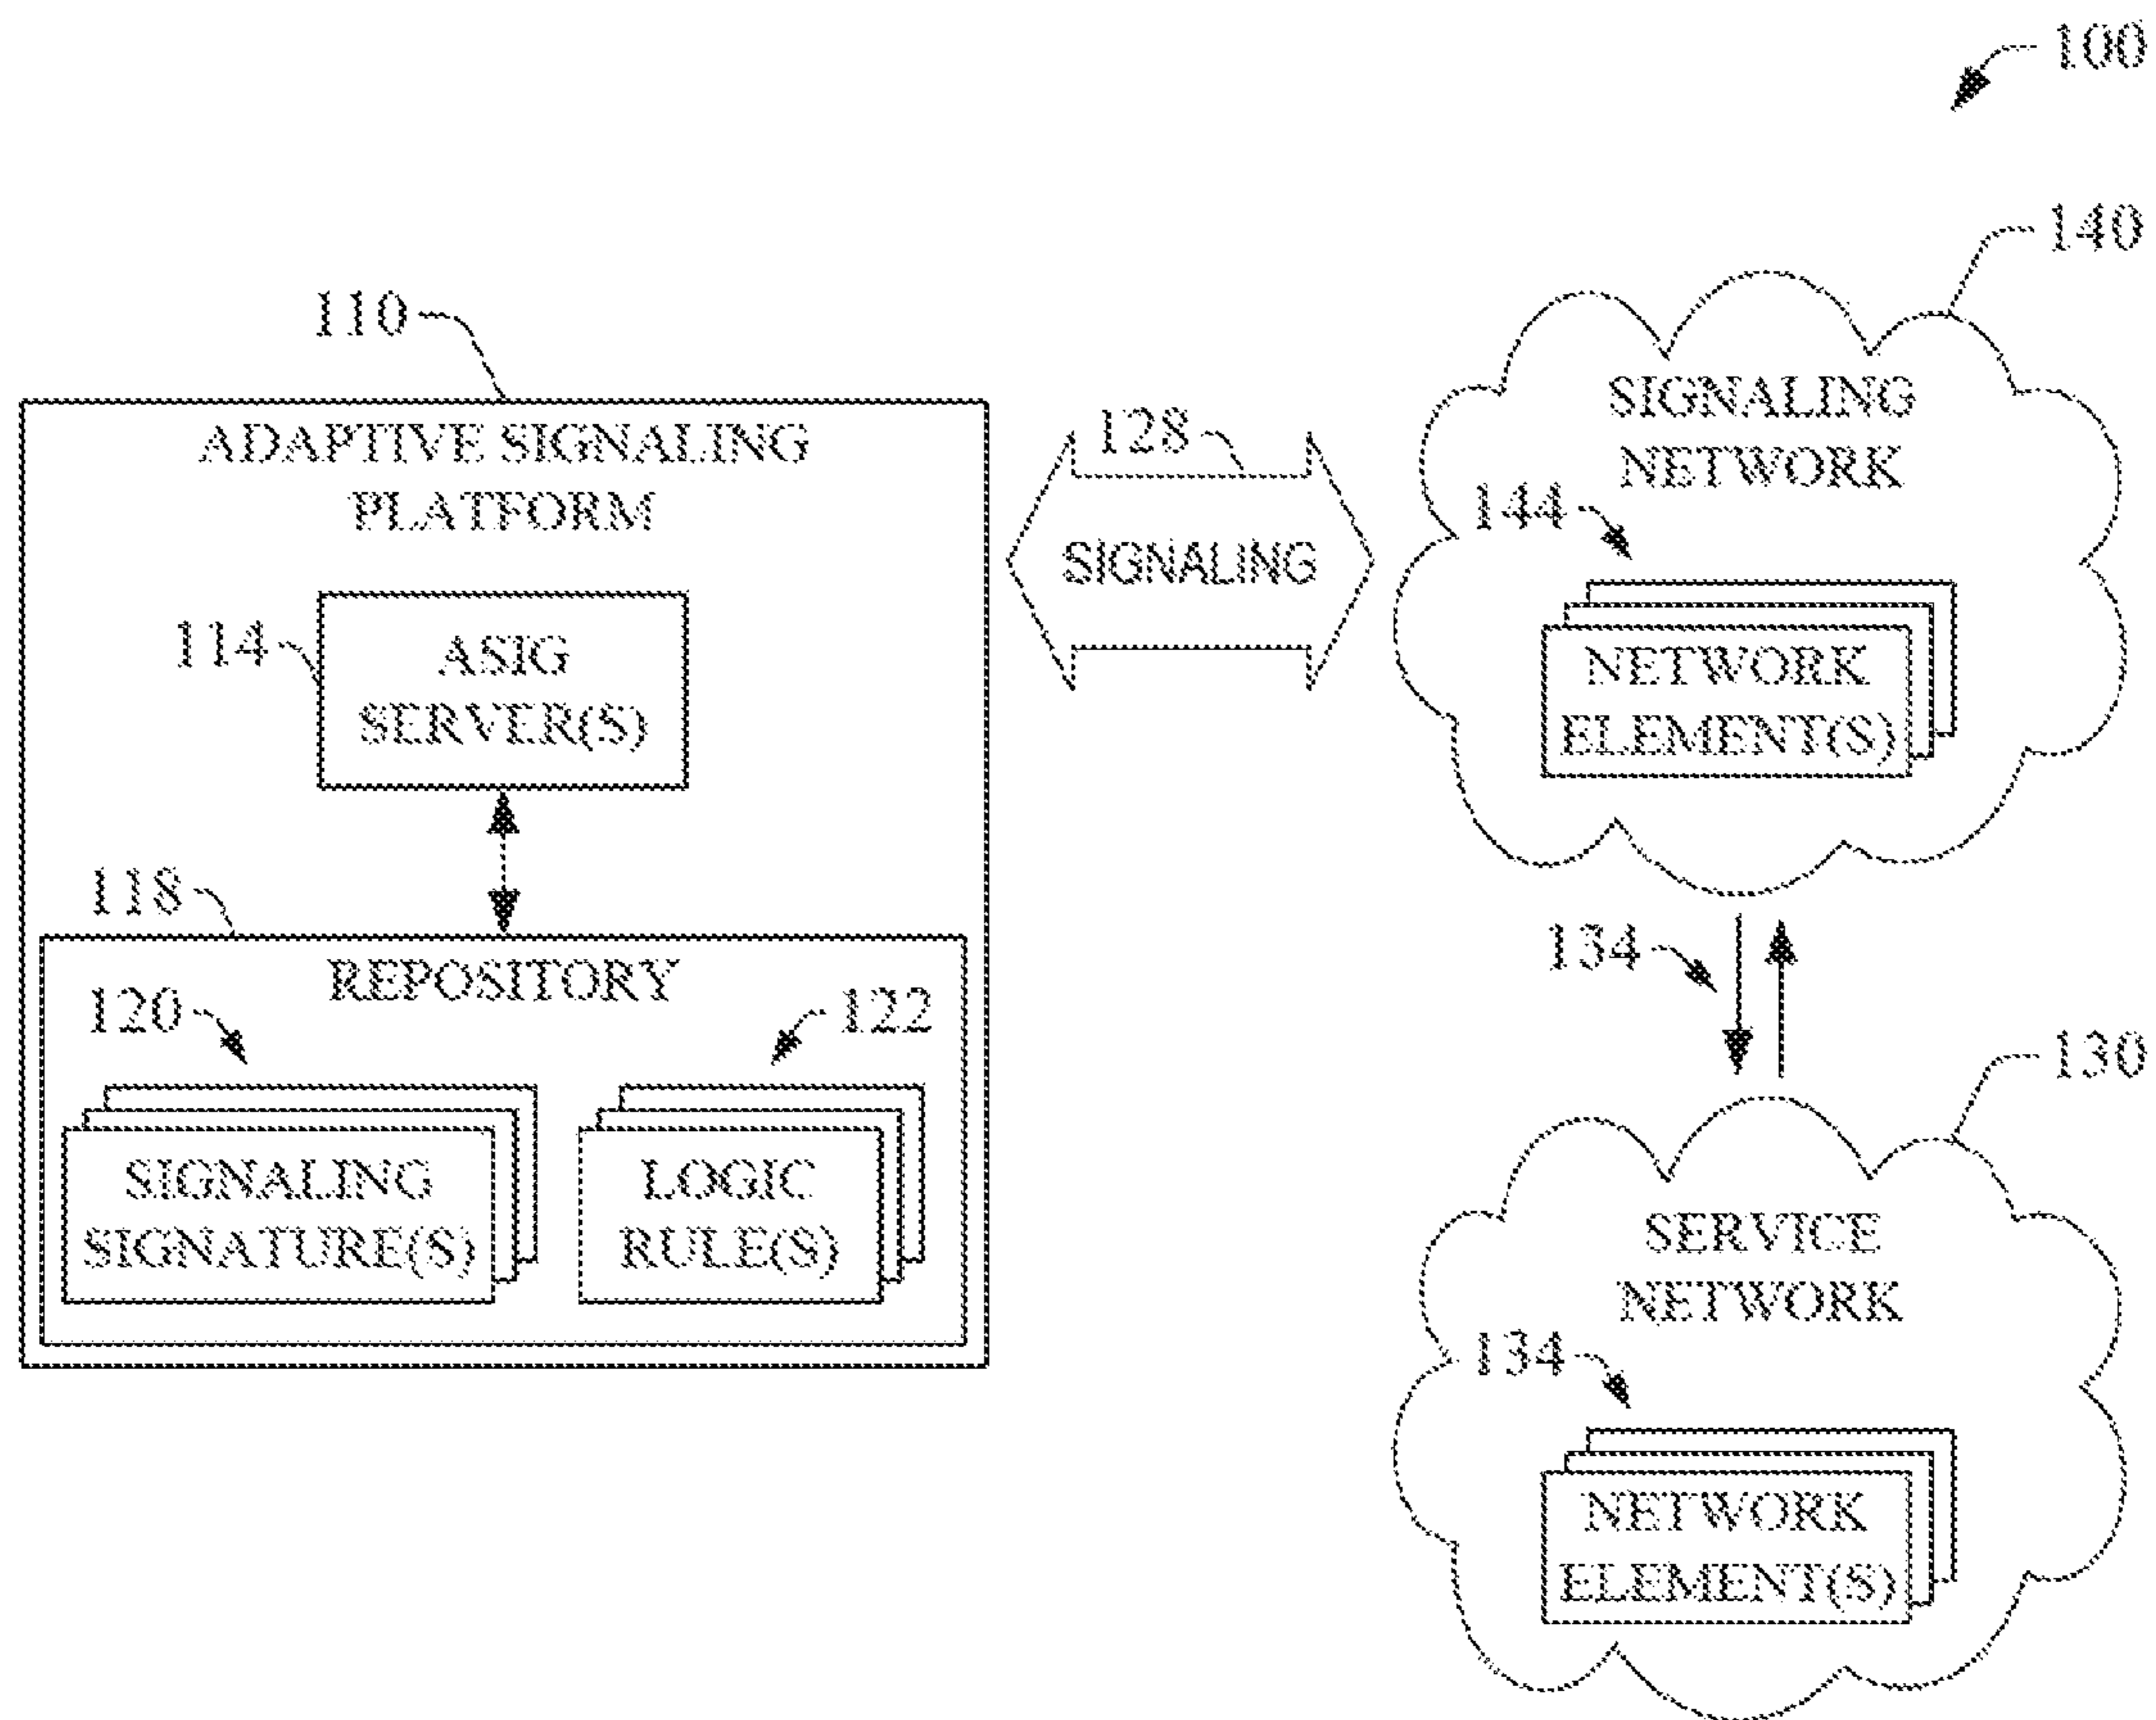 100
140
110
ADAPTIVE SIGNALING
PLATFORM
128
SIGNALING
SIGNALING
NETWORK
144
NETWORK
ELEMENT(S)
114
ASIG
SERVER(S)
118
REPOSITORY
120
122
SIGNALING
SIGNATURE(S)
LOGIC
RULE(S)
134
130
SERVICE
NETWORK
134
NETWORK
ELEMENT(S)